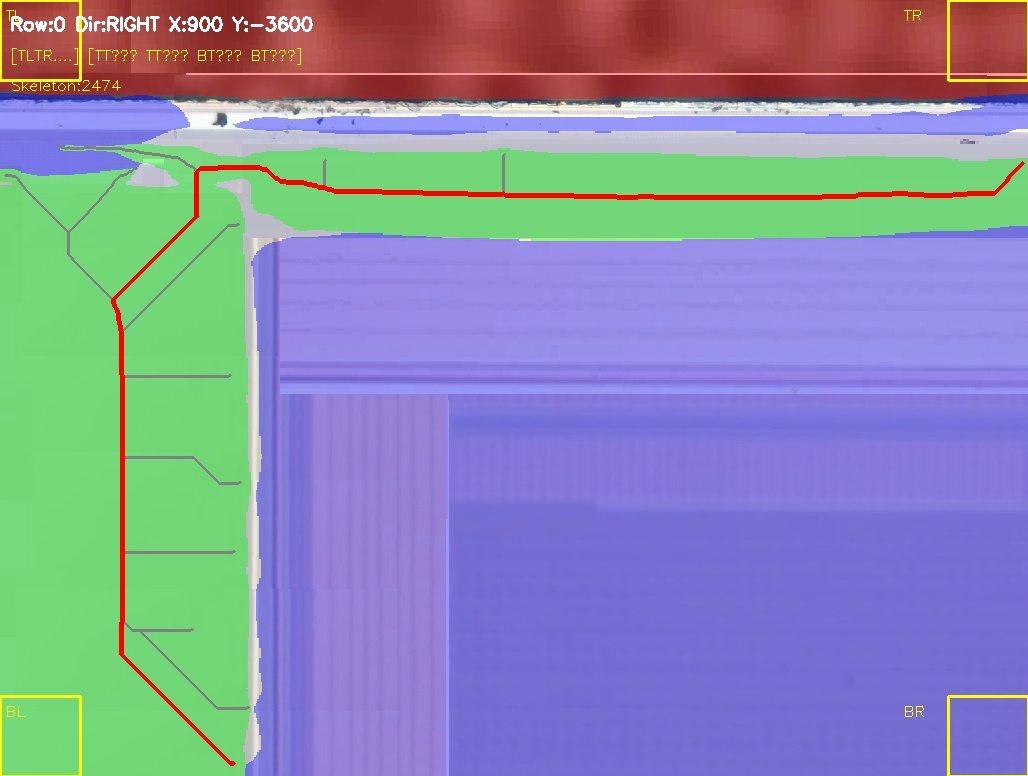 TL
Row:0 Dir:RIGHT X:900 Y:-3600
TR
[TLTR....] [TT??? TT??? BT??? BT???]
Skeleton:2474
BL
BR